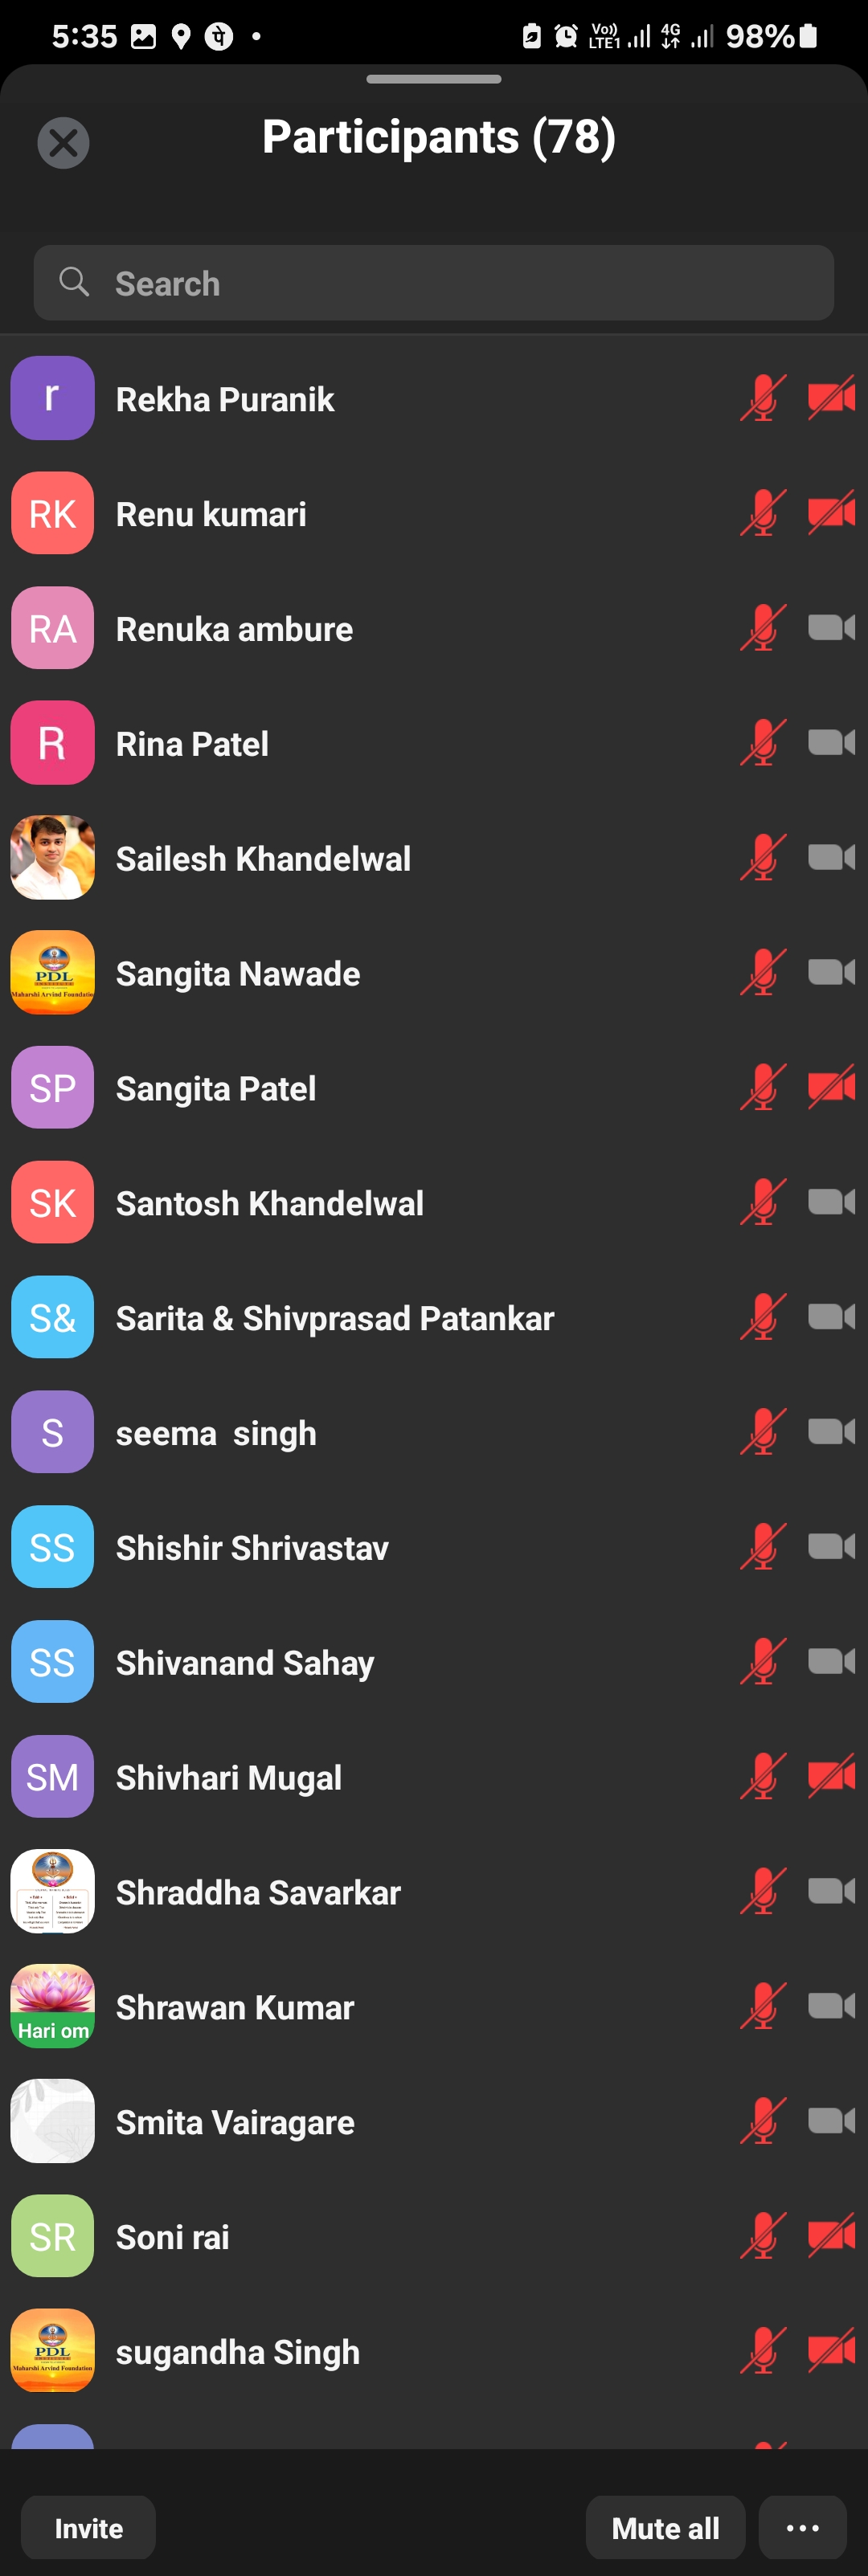 5:35 पे VoLTE1 4G 98%
Participants (78)
Search
r Rekha Puranik
RK Renu kumari
RA Renuka ambure
R Rina Patel
Sailesh Khandelwal
PDL
Maharshi Arvind Foundatio
Sangita Nawade
SP Sangita Patel
SK Santosh Khandelwal
S& Sarita & Shivprasad Patankar
S seema  singh
SS Shishir Shrivastav
SS Shivanand Sahay
SM Shivhari Mugal
Shraddha Savarkar
Hari om
Shrawan Kumar
Smita Vairagare
SR Soni rai
PDL
Maharshi Arvind Foundation
sugandha Singh
Invite Mute all